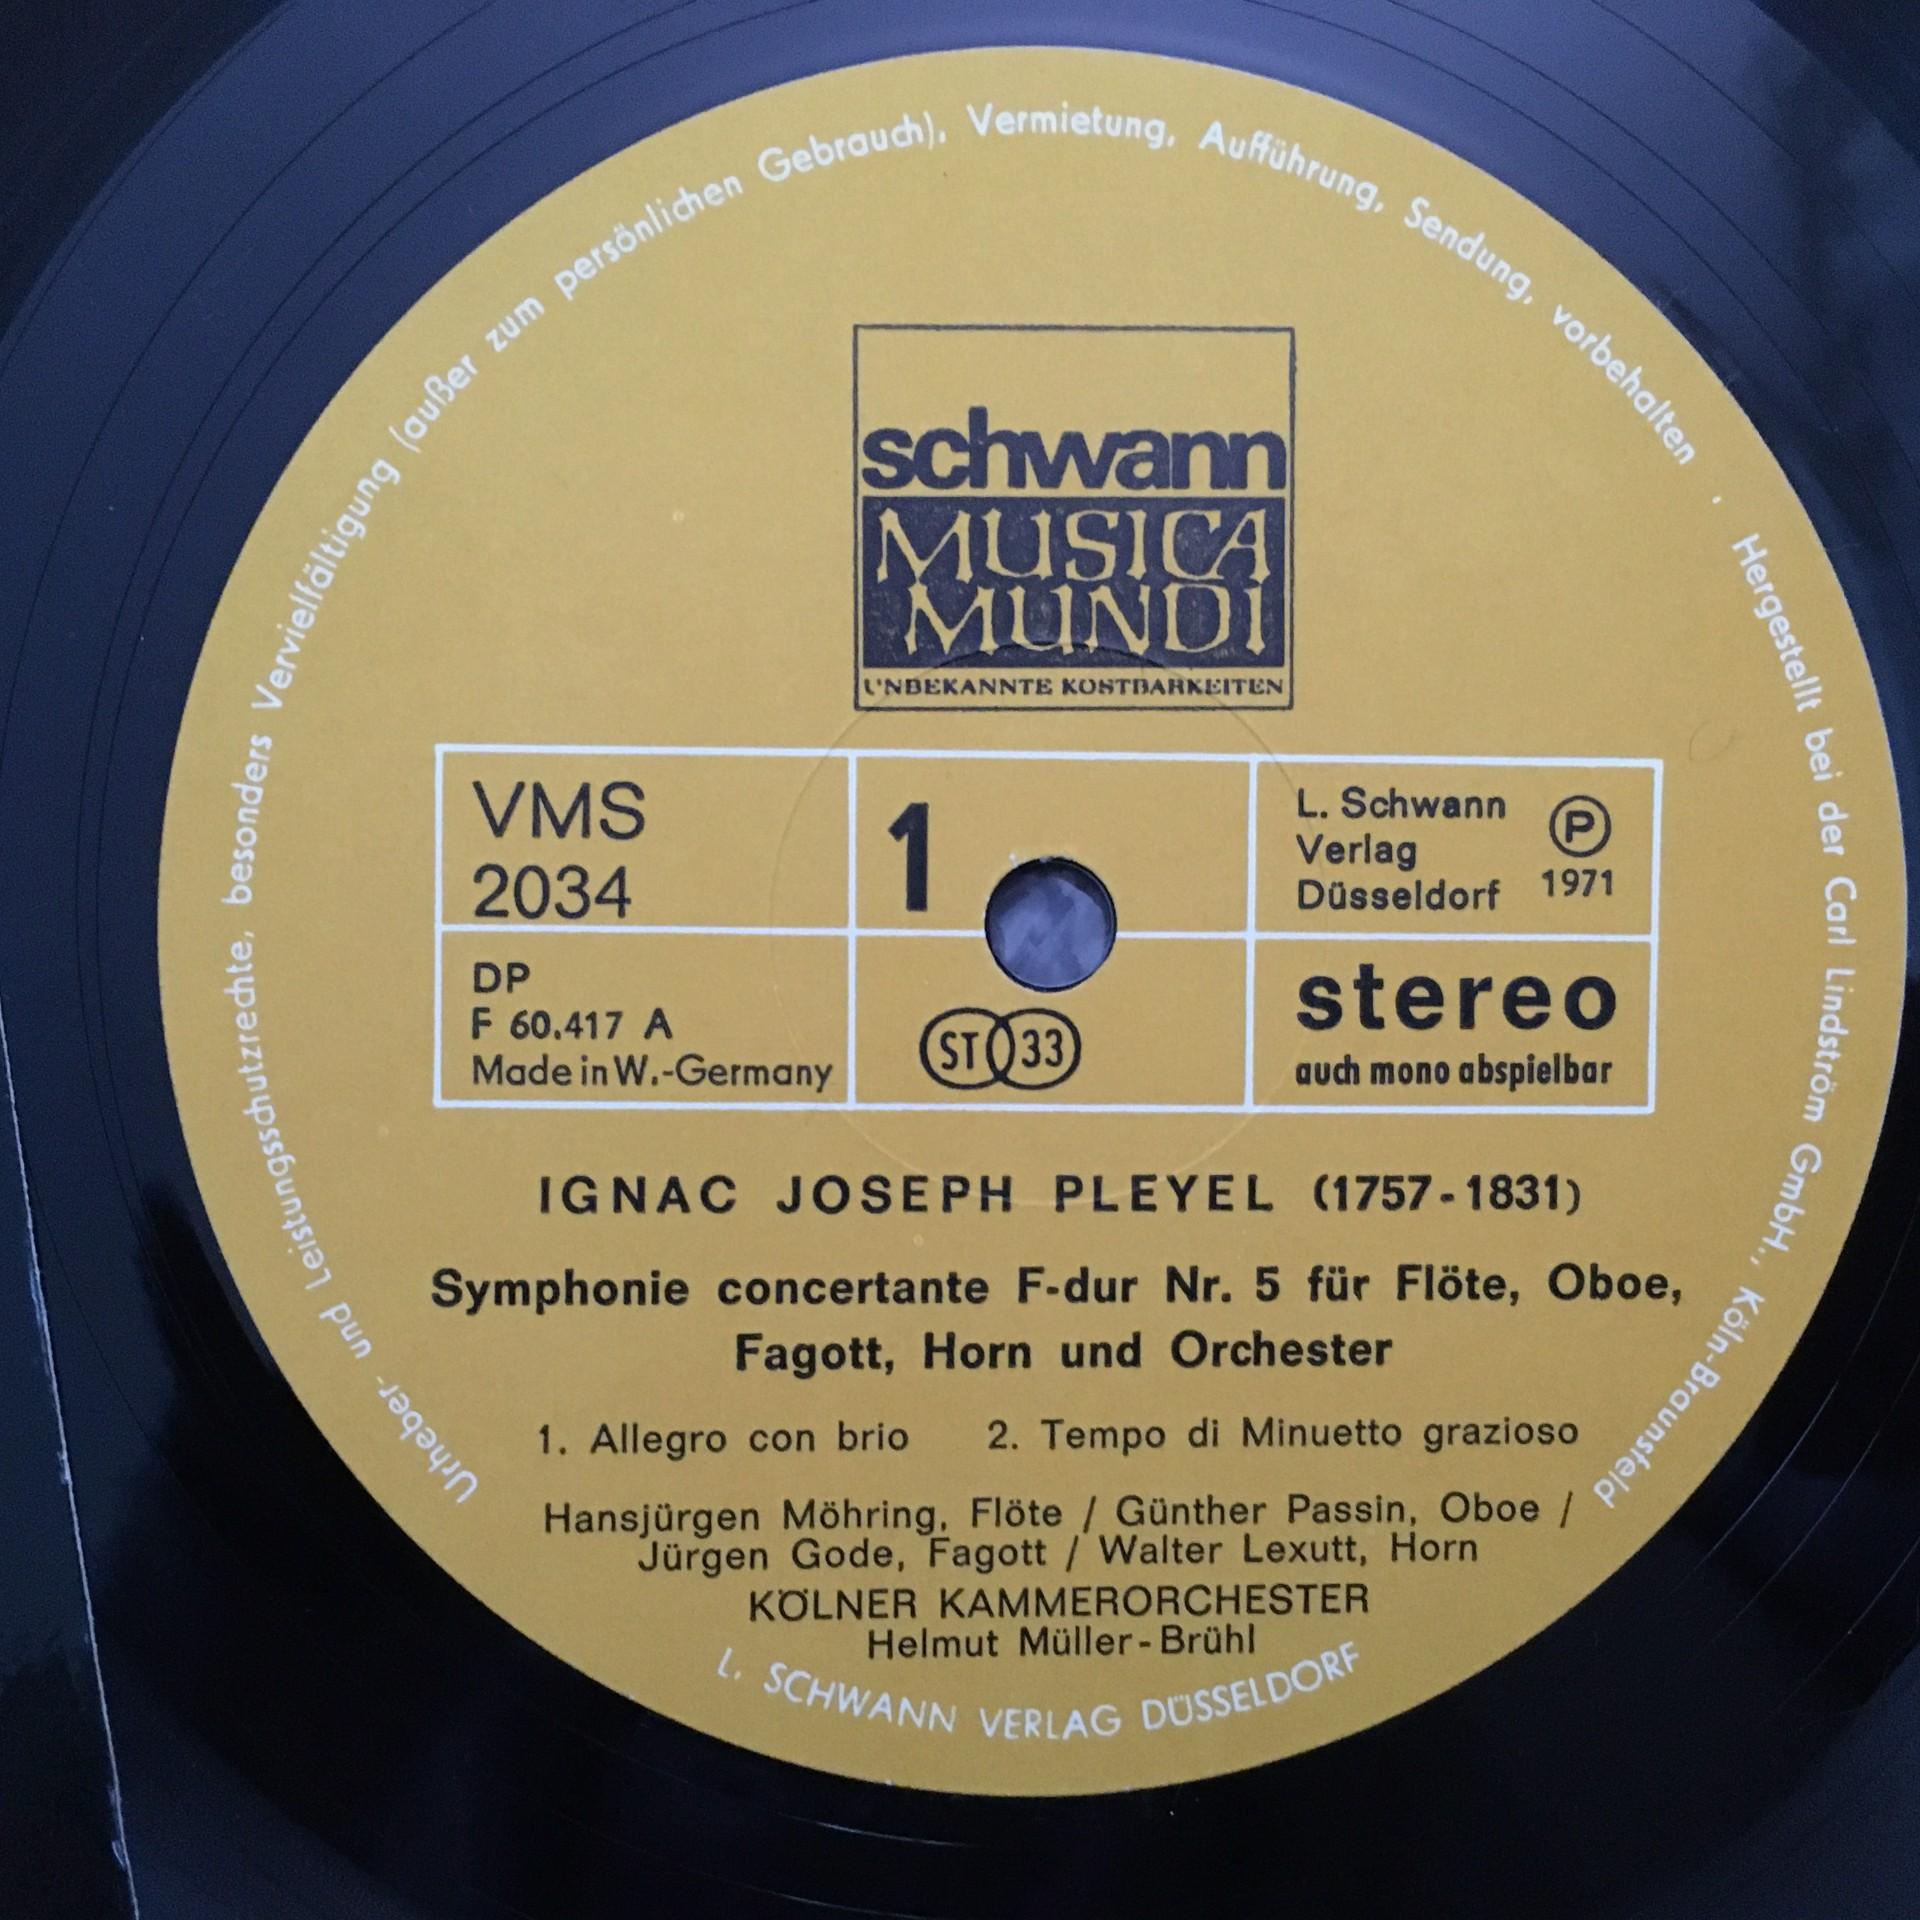 Urheber- und Leistungsschutzrechte, besonders Vervielfältigung (außer zum persönlichen Gebrauch), Vermietung, Aufführung, Sendung, vorbehalten · Hergestellt bei der Carl Lindström GmbH., Köln-Braunsfeld
schwann
MUSICA
MUNDI
UNBEKANNTE KOSTBARKEITEN
VMS
2034
1
L. Schwann
Verlag
Düsseldorf
Ⓟ
1971
DP
F 60.417 A
Made in W.-Germany
ST 33
stereo
auch mono abspielbar
IGNAC JOSEPH PLEYEL (1757-1831)
Symphonie concertante F-dur Nr. 5 für Flöte, Oboe,
Fagott, Horn und Orchester
1. Allegro con brio 2. Tempo di Minuetto grazioso
Hansjürgen Möhring, Flöte / Günther Passin, Oboe /
Jürgen Gode, Fagott / Walter Lexutt, Horn
KÖLNER KAMMERORCHESTER
Helmut Müller-Brühl
L. SCHWANN VERLAG DÜSSELDORF